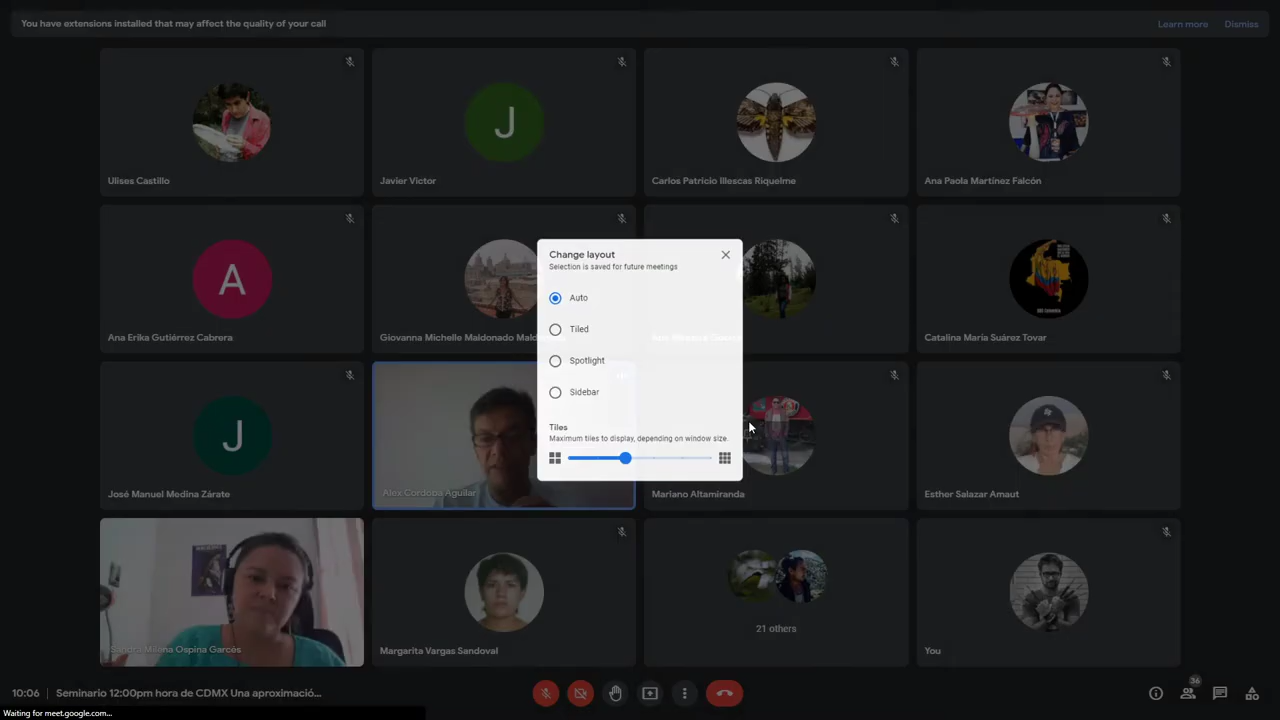 You have extensions installed that may affect the quality of your call
Learn more
Dismiss
Ulises Castillo
J
Javier Victor
Carlos Patricio Illescas Riquelme
Ana Paola Martínez Falcón
A
Ana Erika Gutiérrez Cabrera
Giovanna Michelle Maldonado
Catalina María Suárez Tovar
Change layout
Selection is saved for future meetings
Auto
Tiled
Spotlight
Sidebar
Tiles
Maximum tiles to display, depending on window size.
J
José Manuel Medina Zárate
Alex Cordoba Aguilar
Mariano Altamiranda
Esther Salazar Amaut
Sandra Milena Ospina Garcés
Margarita Vargas Sandoval
21 others
You
10:06
Seminario 12:00pm hora de CDMX Una aproximació...
36
Waiting for meet.google.com...